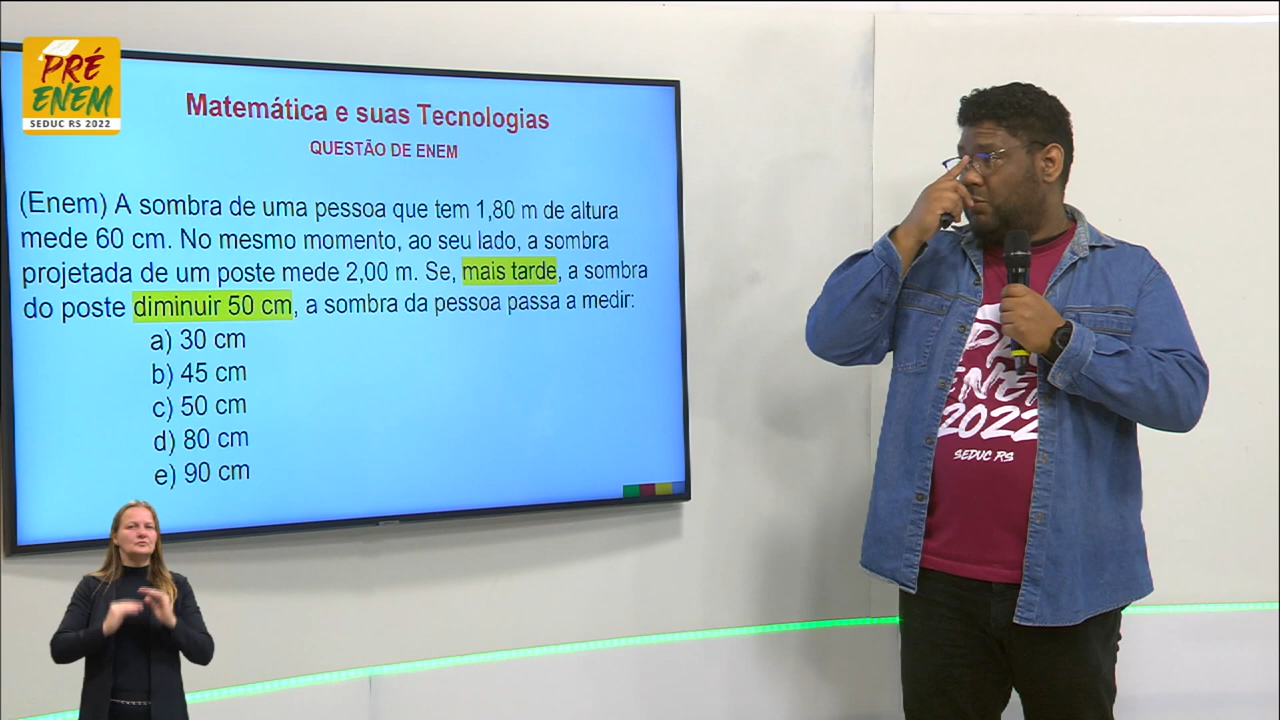 PRÉ
ENEM
SEDUC RS 2022
Matemática e suas Tecnologias
QUESTÃO DE ENEM
(Enem) A sombra de uma pessoa que tem 1,80 m de altura
mede 60 cm. No mesmo momento, ao seu lado, a sombra
projetada de um poste mede 2,00 m. Se, mais tarde, a sombra
do poste diminuir 50 cm, a sombra da pessoa passa a medir:
a) 30 cm
b) 45 cm
c) 50 cm
d) 80 cm
e) 90 cm
2022
SEDUC RS